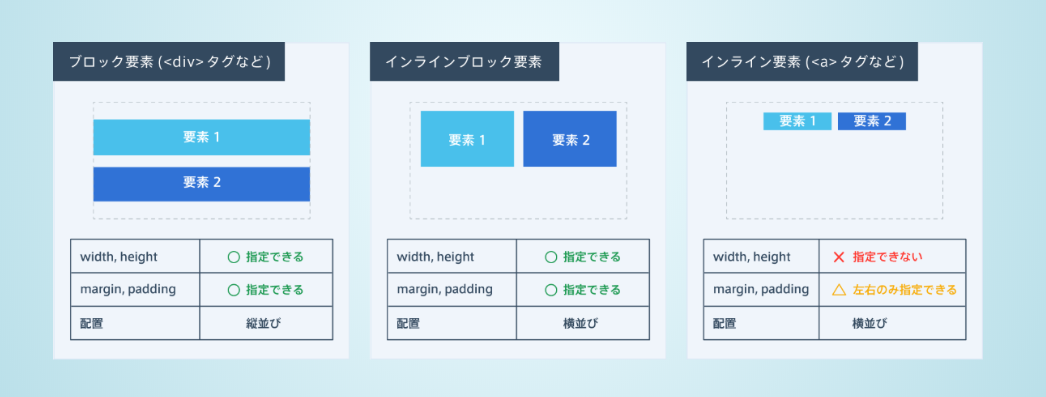 ブロック要素 (<div> タグなど)
要素 1
要素 2
width, height ○ 指定できる
margin, padding ○ 指定できる
配置 縦並び
インラインブロック要素
要素 1 要素 2
width, height ○ 指定できる
margin, padding ○ 指定できる
配置 横並び
インライン要素 (<a> タグなど)
要素 1 要素 2
width, height × 指定できない
margin, padding △ 左右のみ指定できる
配置 横並び